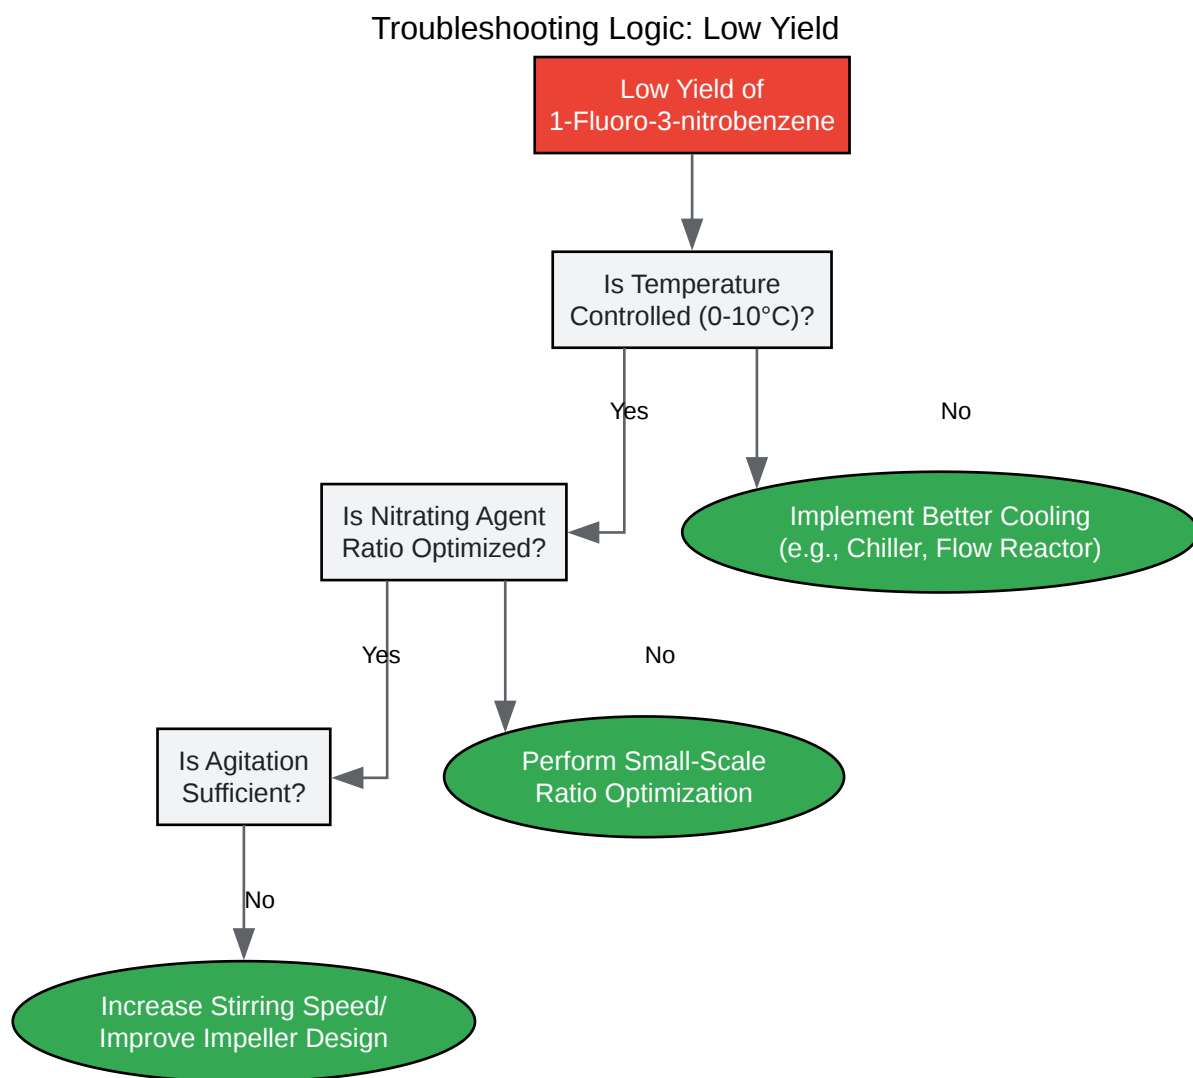 Troubleshooting Logic: Low Yield
Low Yield of
1-Fluoro-3-nitrobenzene
Is Temperature
Controlled (0-10°C)?
Yes
No
Is Nitrating Agent
Ratio Optimized?
Implement Better Cooling
(e.g., Chiller, Flow Reactor)
Yes
No
Is Agitation
Sufficient?
Perform Small-Scale
Ratio Optimization
No
Increase Stirring Speed/
Improve Impeller Design